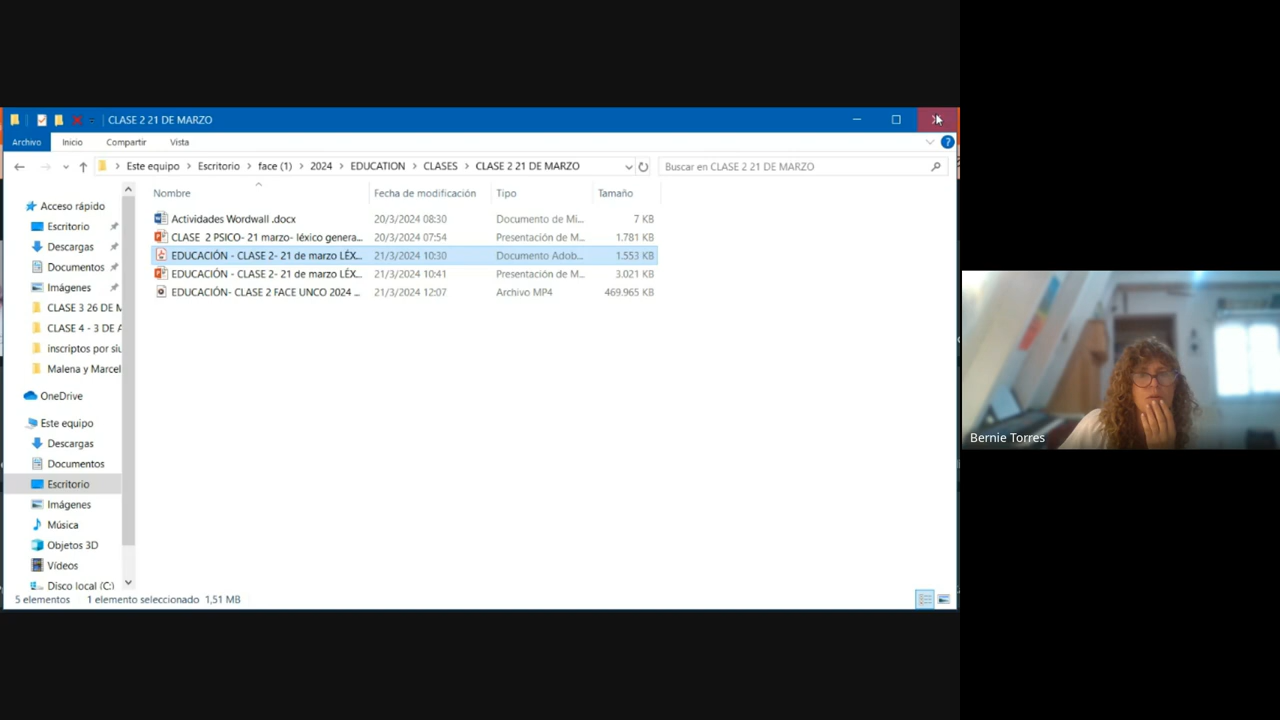 CLASE 2 21 DE MARZO
Archivo Inicio Compartir Vista
Este equipo Escritorio face (1) 2024 EDUCATION CLASES CLASE 2 21 DE MARZO Buscar en CLASE 2 21 DE MARZO
Nombre Fecha de modificación Tipo Tamaño
Acceso rápido
Escritorio
Descargas
Documentos
Imágenes
CLASE 3 26 DE M
CLASE 4 - 3 DE A
inscriptos por siu
Malena y Marcel
OneDrive
Este equipo
Descargas
Documentos
Escritorio
Imágenes
Música
Objetos 3D
Vídeos
Disco local (C:)
Actividades Wordwall .docx 20/3/2024 08:30 Documento de Mi... 7 KB
CLASE 2 PSICO- 21 marzo- léxico genera... 20/3/2024 07:54 Presentación de M... 1.781 KB
EDUCACIÓN - CLASE 2- 21 de marzo LÉX... 21/3/2024 10:30 Documento Adob... 1.553 KB
EDUCACIÓN - CLASE 2- 21 de marzo LÉX... 21/3/2024 10:41 Presentación de M... 3.021 KB
EDUCACIÓN- CLASE 2 FACE UNCO 2024 ... 21/3/2024 12:07 Archivo MP4 469.965 KB
5 elementos 1 elemento seleccionado 1,51 MB
Bernie Torres